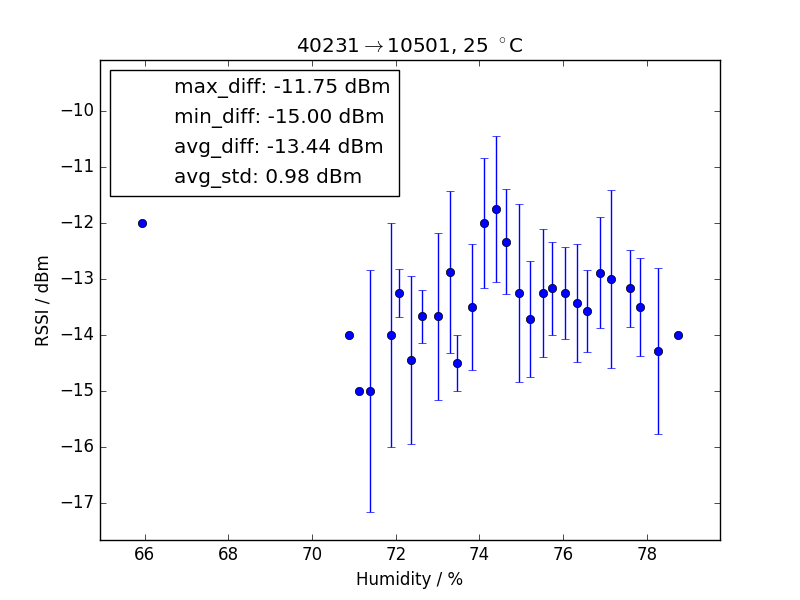 40231→10501, 25 °C
max_diff: -11.75 dBm
min_diff: -15.00 dBm
avg_diff: -13.44 dBm
avg_std: 0.98 dBm
−10
−11
−12
−13
−14
−15
−16
−17
RSSI / dBm
66 68 70 72 74 76 78
Humidity / %